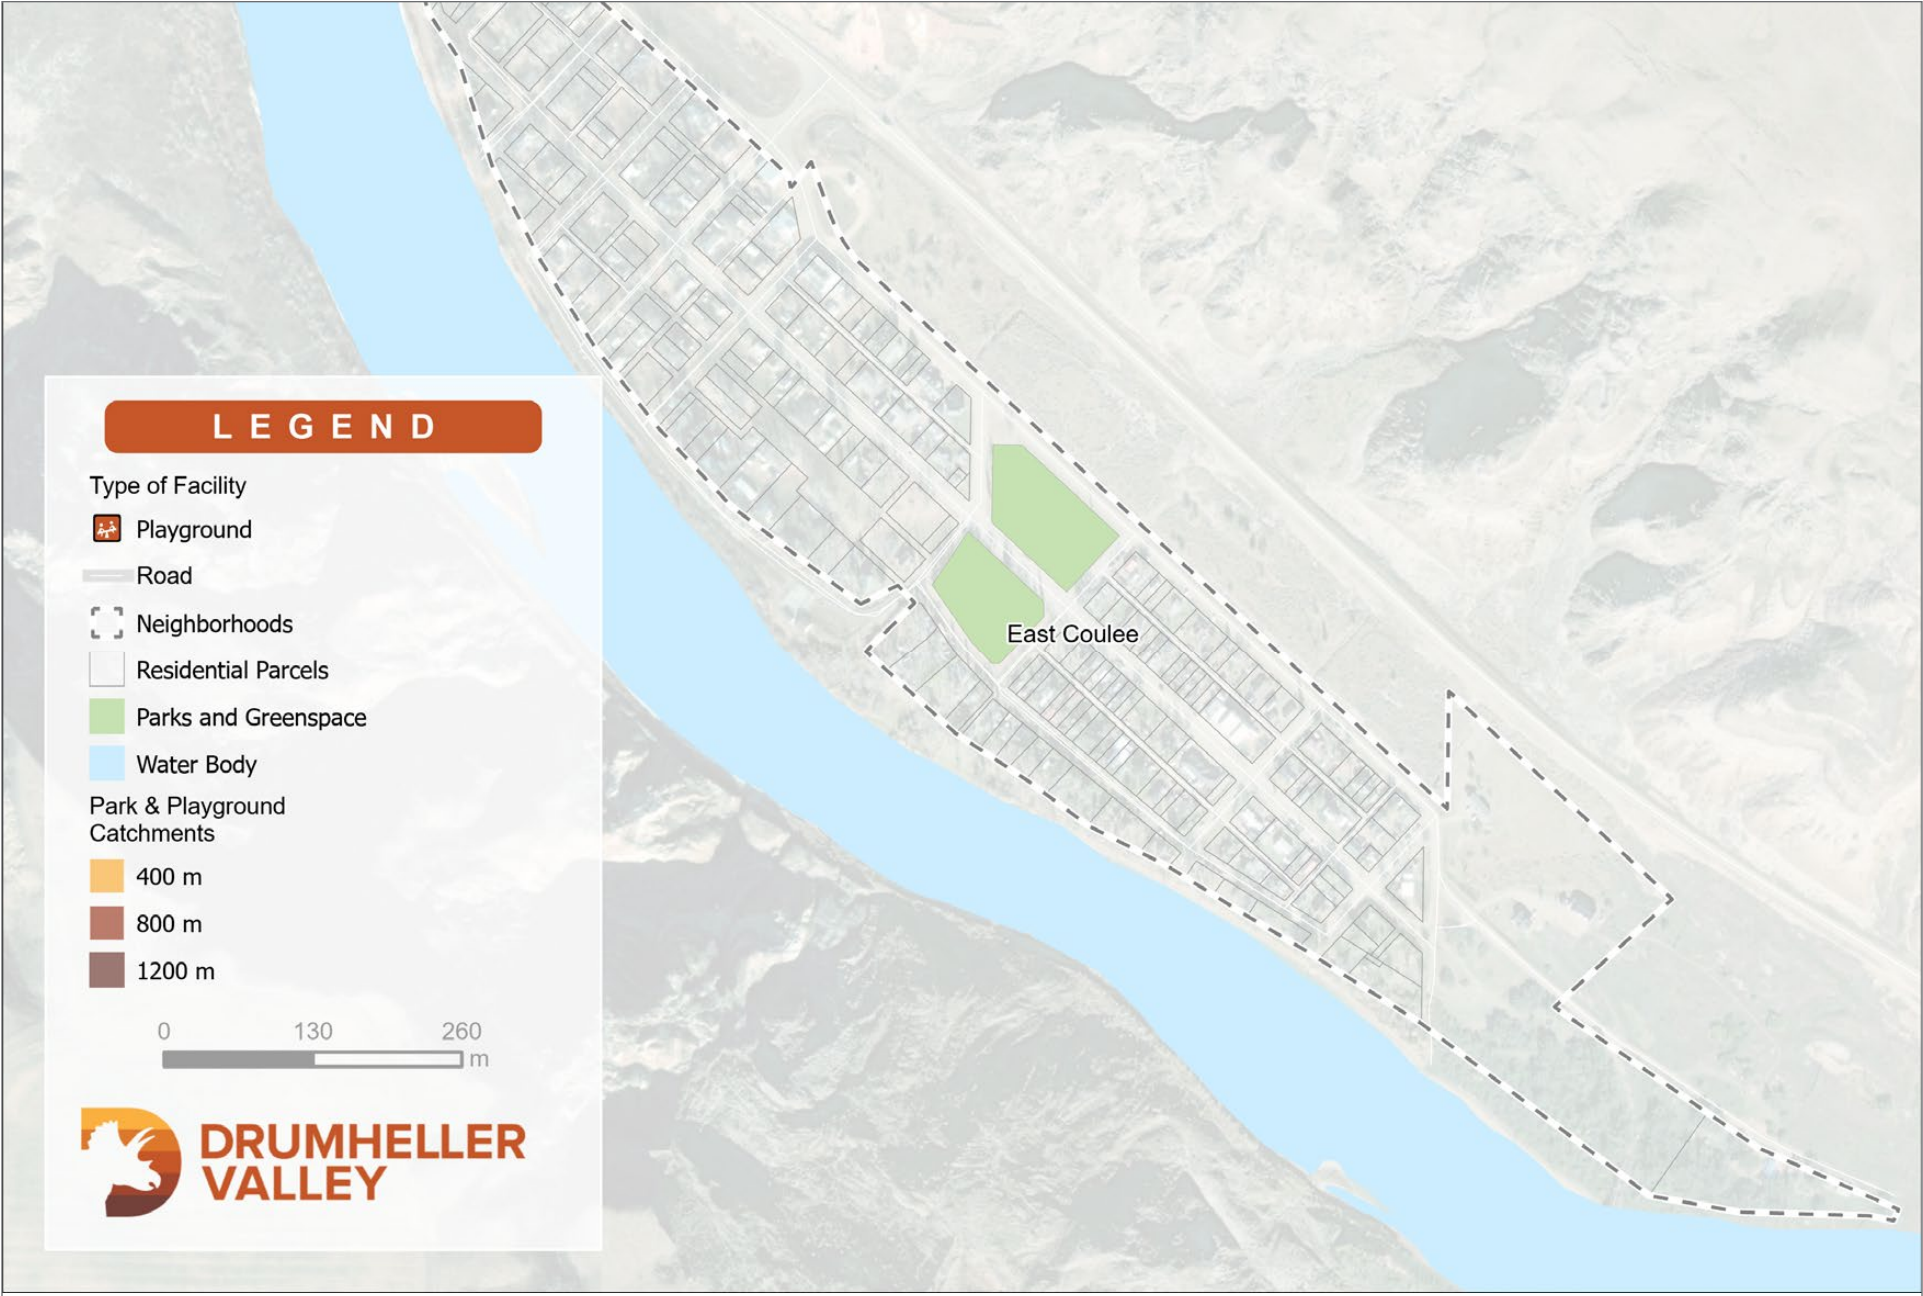 LEGEND
Type of Facility
Playground
Road
Neighborhoods
Residential Parcels
Parks and Greenspace
Water Body
Park & Playground
Catchments
400 m
800 m
1200 m
0 130 260
m
DRUMHELLER
VALLEY
East Coulee